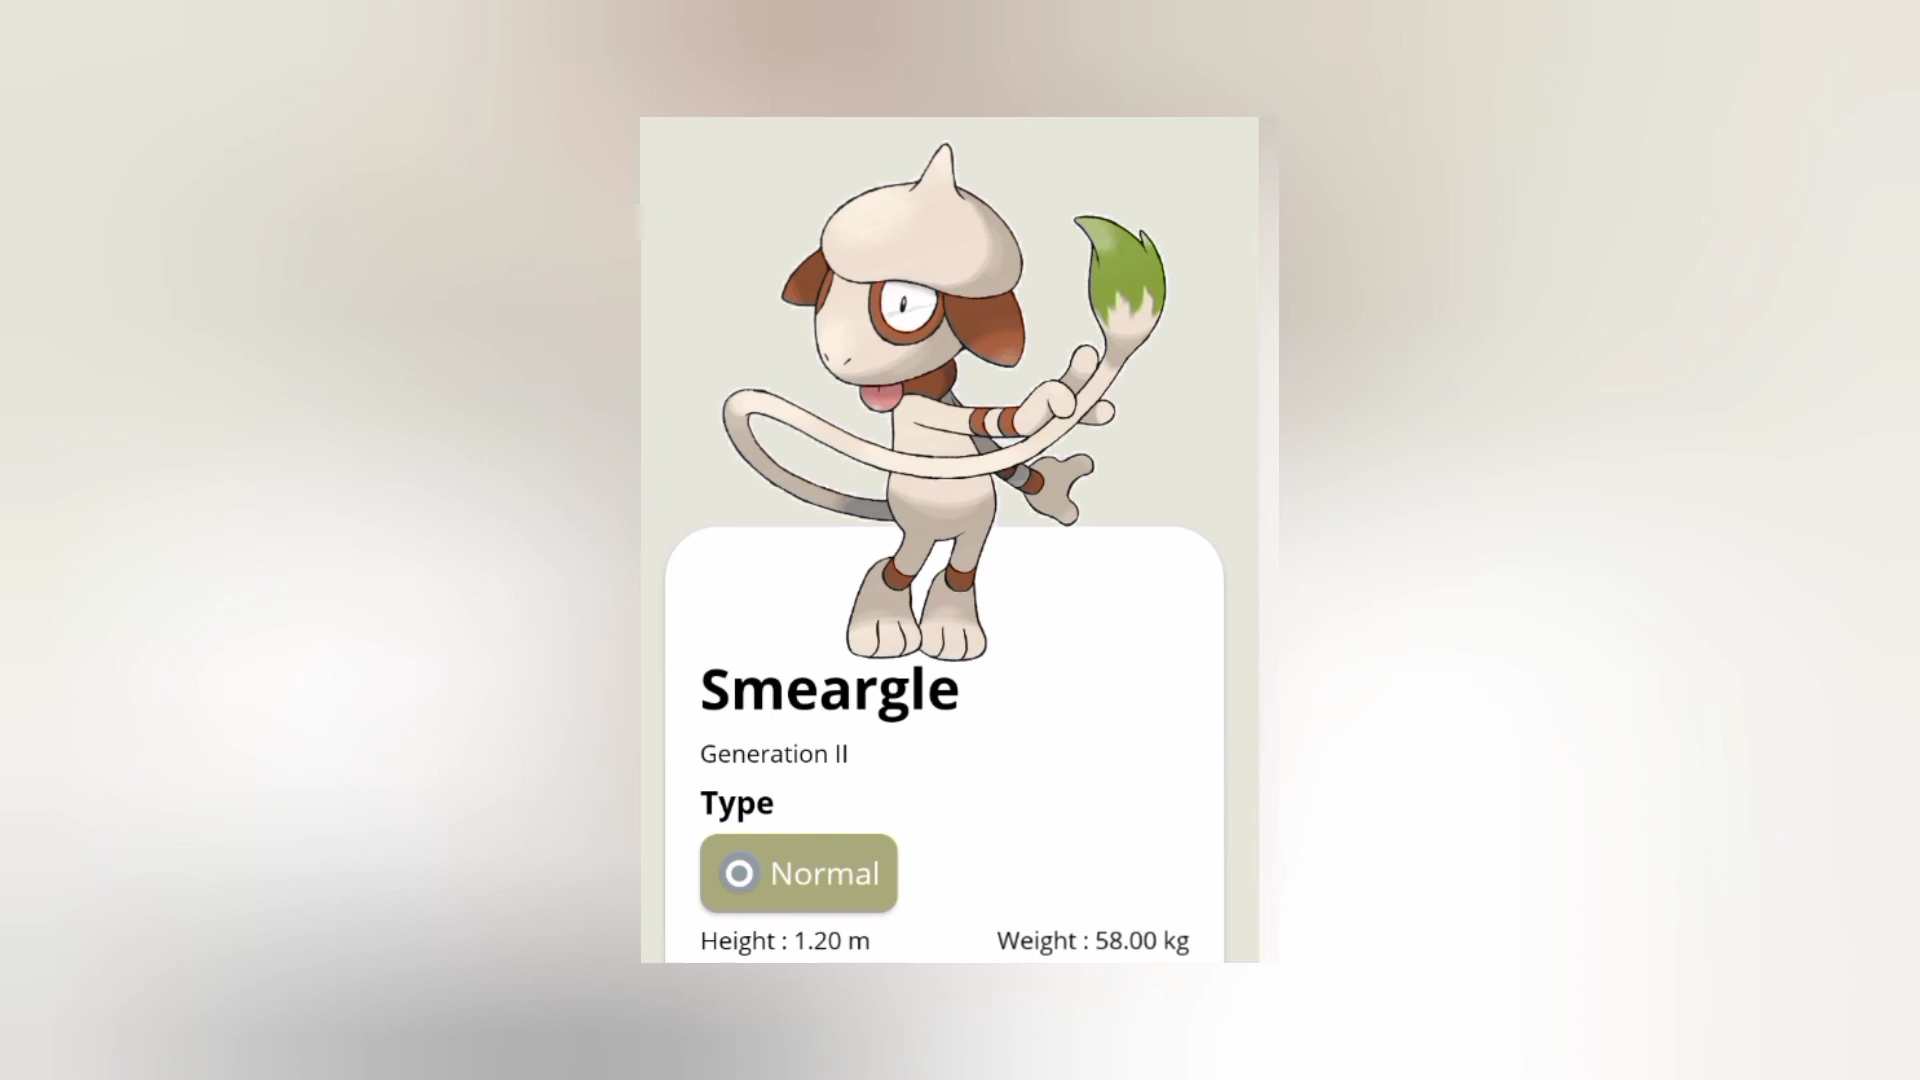 Smeargle
Generation II
Type
Normal
Height : 1.20 m
Weight : 58.00 kg